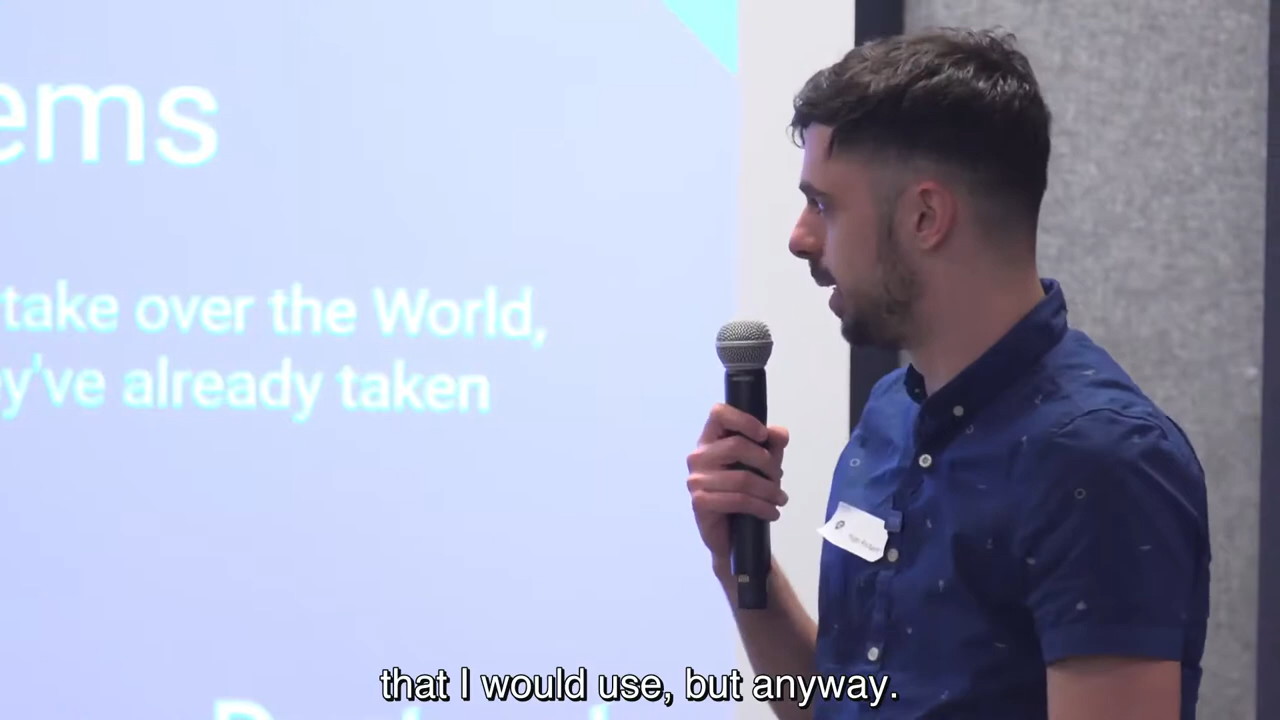 ems
take over the World,
y've already taken
that I would use, but anyway.